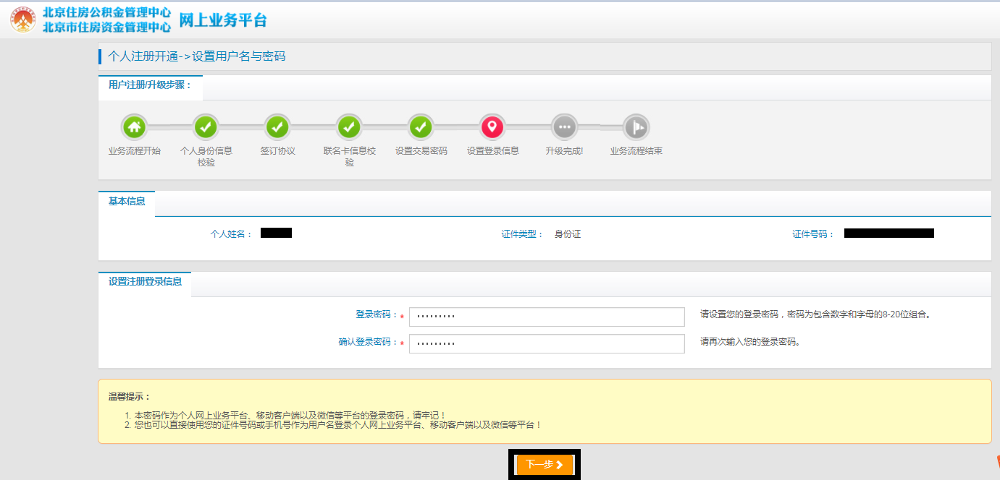 北京住房公积金管理中心
北京市住房资金管理中心
网上业务平台
个人注册开通->设置用户名与密码
用户注册/升级步骤：
业务流程开始
个人身份信息
校验
签订协议
联名卡信息校
验
设置交易密码
设置登录信息
升级完成!
业务流程结束
基本信息
个人姓名：
证件类型： 身份证
证件号码：
设置注册登录信息
登录密码：* ········· 请设置您的登录密码，密码为包含数字和字母的8-20位组合。
确认登录密码：* ········· 请再次输入您的登录密码。
温馨提示：
1. 本密码作为个人网上业务平台、移动客户端以及微信等平台的登录密码，请牢记！
2. 您也可以直接使用您的证件号码或手机号作为用户名登录个人网上业务平台、移动客户端以及微信等平台！
下一步